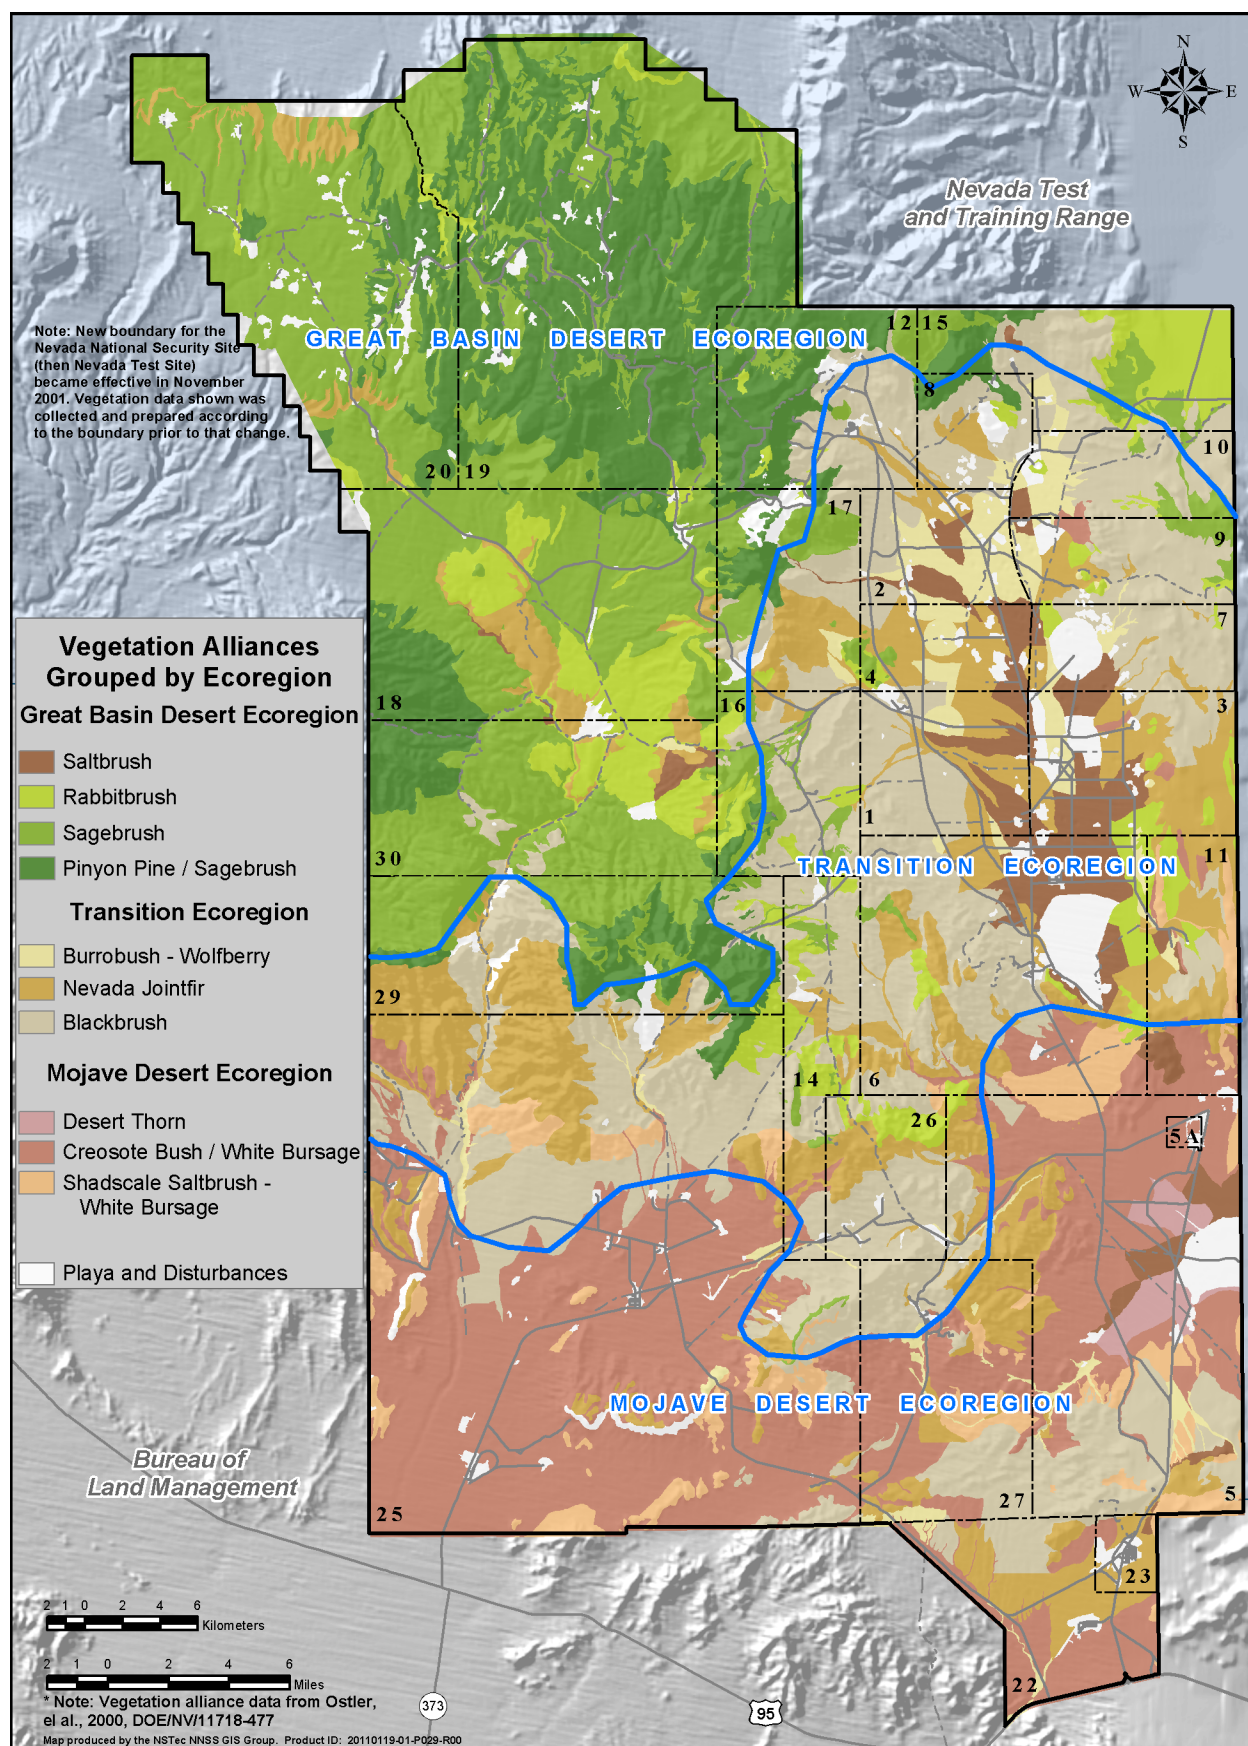 N
W E
S
Nevada Test
and Training Range
Note: New boundary for the
Nevada National Security Site
(then Nevada Test Site)
became effective in November
2001. Vegetation data shown was
collected and prepared according
to the boundary prior to that change.
GREAT BASIN DESERT ECOREGION
12 15
8
10
20 19
17
9
2
7
4
18
16
3
1
30
TRANSITION ECOREGION
11
29
14
6
26
5A
MOJAVE DESERT ECOREGION
25
27
5
23
22
Vegetation Alliances
Grouped by Ecoregion
Great Basin Desert Ecoregion
Saltbrush
Rabbitbrush
Sagebrush
Pinyon Pine / Sagebrush
Transition Ecoregion
Burrobush - Wolfberry
Nevada Jointfir
Blackbrush
Mojave Desert Ecoregion
Desert Thorn
Creosote Bush / White Bursage
Shadscale Saltbrush -
White Bursage
Playa and Disturbances
Bureau of
Land Management
2 1 0 2 4 6
Kilometers
2 1 0 2 4 6
Miles
* Note: Vegetation alliance data from Ostler,
el al., 2000, DOE/NV/11718-477
Map produced by the NSTec NNSS GIS Group. Product ID: 20110119-01-P029-R00
373
95